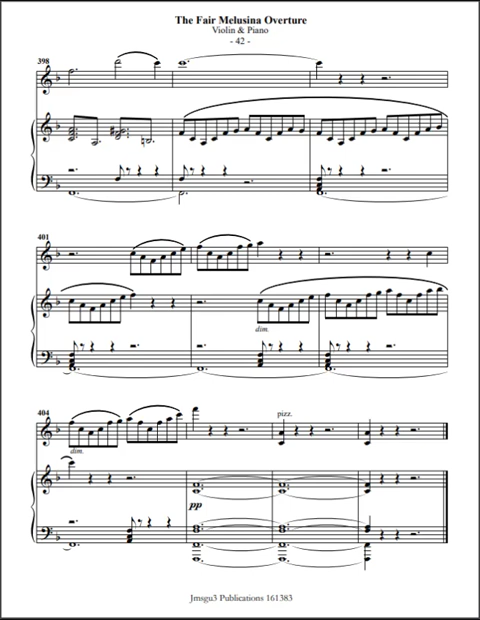 The Fair Melusina Overture
Violin & Piano
- 42 -
398
401
dim.
404
pizz.
dim.
pp
Jmsgu3 Publications 161383